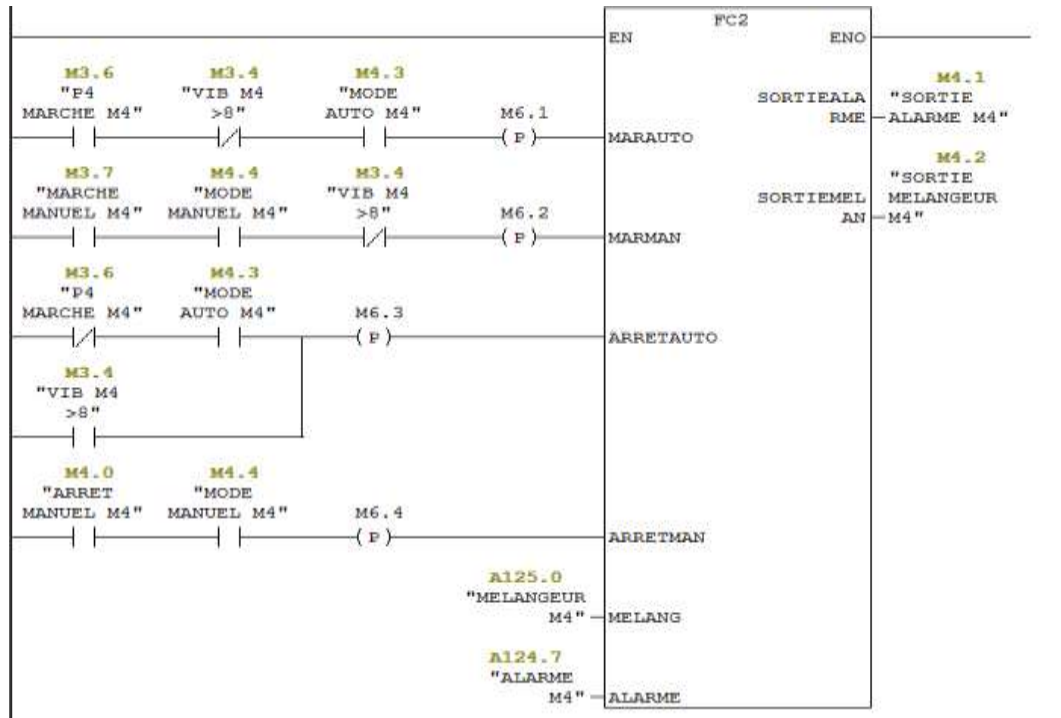 FC2
EN ENO
M3.6 M3.4 M4.3 M4.1
"P4 "VIB M4 "MODE SORTIEALA "SORTIE
MARCHE M4" >8" AUTO M4" M6.1 RME ALARME M4"
( P ) MARAUTO
M3.7 M4.4 M3.4 M4.2
"MARCHE "MODE "VIB M4 "SORTIE
MANUEL M4" MANUEL M4" >8" M6.2 SORTIEMEL MELANGEUR
AN M4"
( P ) MARMAN
M3.6 M4.3
"P4 "MODE
MARCHE M4" AUTO M4" M6.3
( P ) ARRETAUTO
M3.4
"VIB M4
>8"
M4.0 M4.4
"ARRET "MODE
MANUEL M4" MANUEL M4" M6.4
( P ) ARRETMAN
A125.0
"MELANGEUR
M4" MELANG
A124.7
"ALARME
M4" ALARME